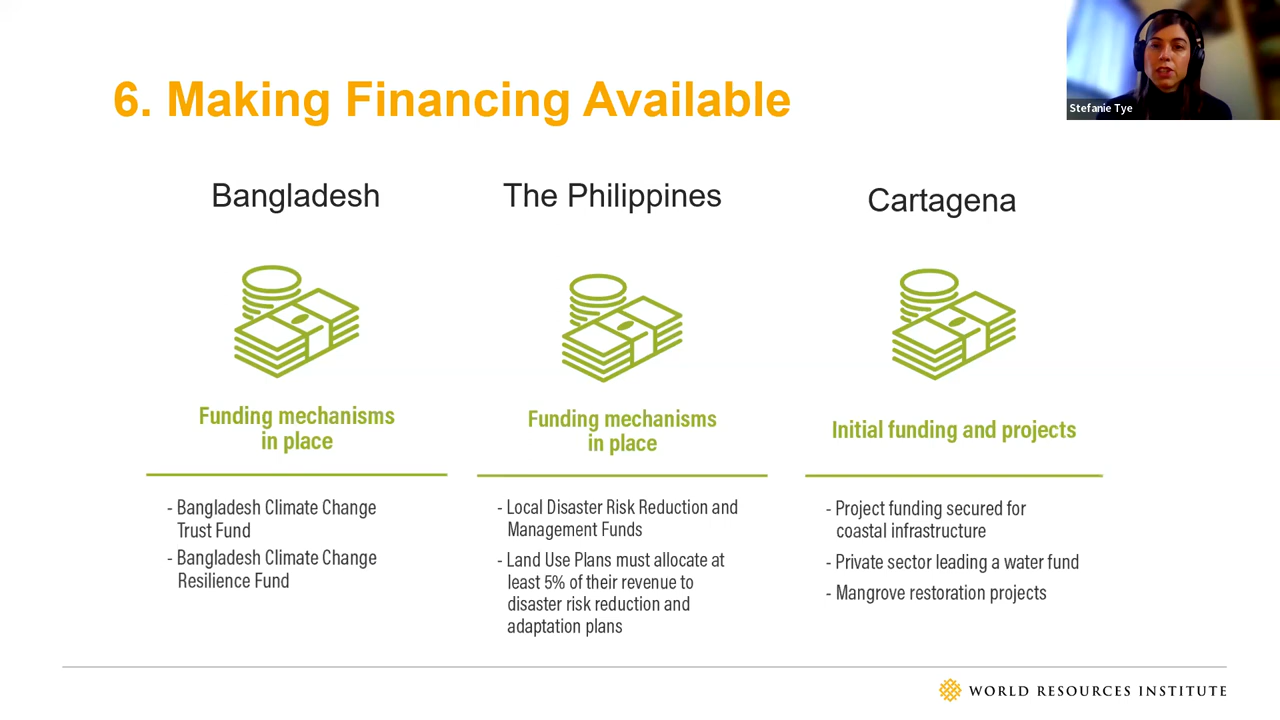 6. Making Financing Available
Stefanie Tye
Bangladesh
Funding mechanisms
in place
- Bangladesh Climate Change
Trust Fund
- Bangladesh Climate Change
Resilience Fund
The Philippines
Funding mechanisms
in place
- Local Disaster Risk Reduction and
Management Funds
- Land Use Plans must allocate at
least 5% of their revenue to
disaster risk reduction and
adaptation plans
Cartagena
Initial funding and projects
- Project funding secured for
coastal infrastructure
- Private sector leading a water fund
- Mangrove restoration projects
WORLD RESOURCES INSTITUTE